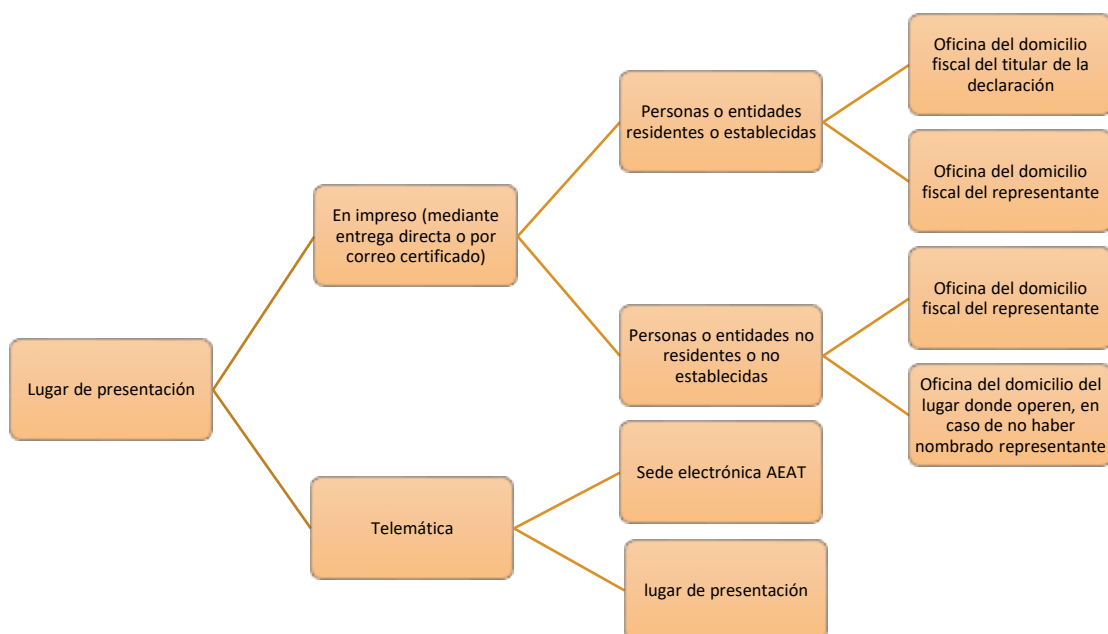 Lugar de presentación
En impreso (mediante
entrega directa o por
correo certificado)
Personas o entidades
residentes o establecidas
Oficina del domicilio
fiscal del titular de la
declaración
Oficina del domicilio
fiscal del representante
Personas o entidades no
residentes o no
establecidas
Oficina del domicilio
fiscal del representante
Oficina del domicilio del
lugar donde operen, en
caso de no haber
nombrado representante
Telemática
Sede electrónica AEAT
lugar de presentación